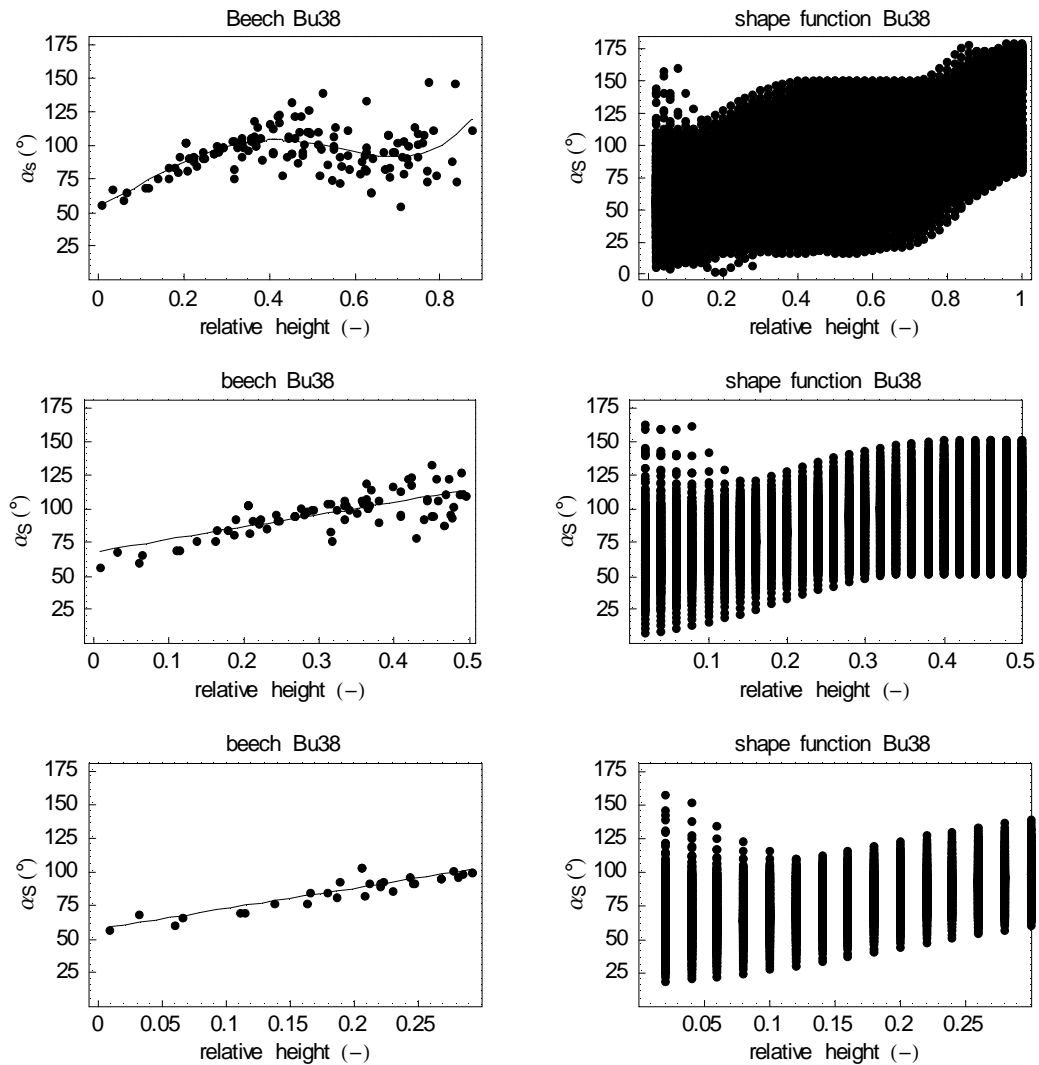 Beech Bu38
175
150
125
100
75
50
25
αS (°)
0 0.2 0.4 0.6 0.8
relative height (−)
shape function Bu38
175
150
125
100
75
50
25
0
αS (°)
0 0.2 0.4 0.6 0.8 1
relative height (−)
beech Bu38
175
150
125
100
75
50
25
αS (°)
0 0.1 0.2 0.3 0.4 0.5
relative height (−)
shape function Bu38
175
150
125
100
75
50
25
αS (°)
0.1 0.2 0.3 0.4 0.5
relative height (−)
beech Bu38
175
150
125
100
75
50
25
αS (°)
0 0.05 0.1 0.15 0.2 0.25
relative height (−)
shape function Bu38
175
150
125
100
75
50
25
αS (°)
0.05 0.1 0.15 0.2 0.25
relative height (−)